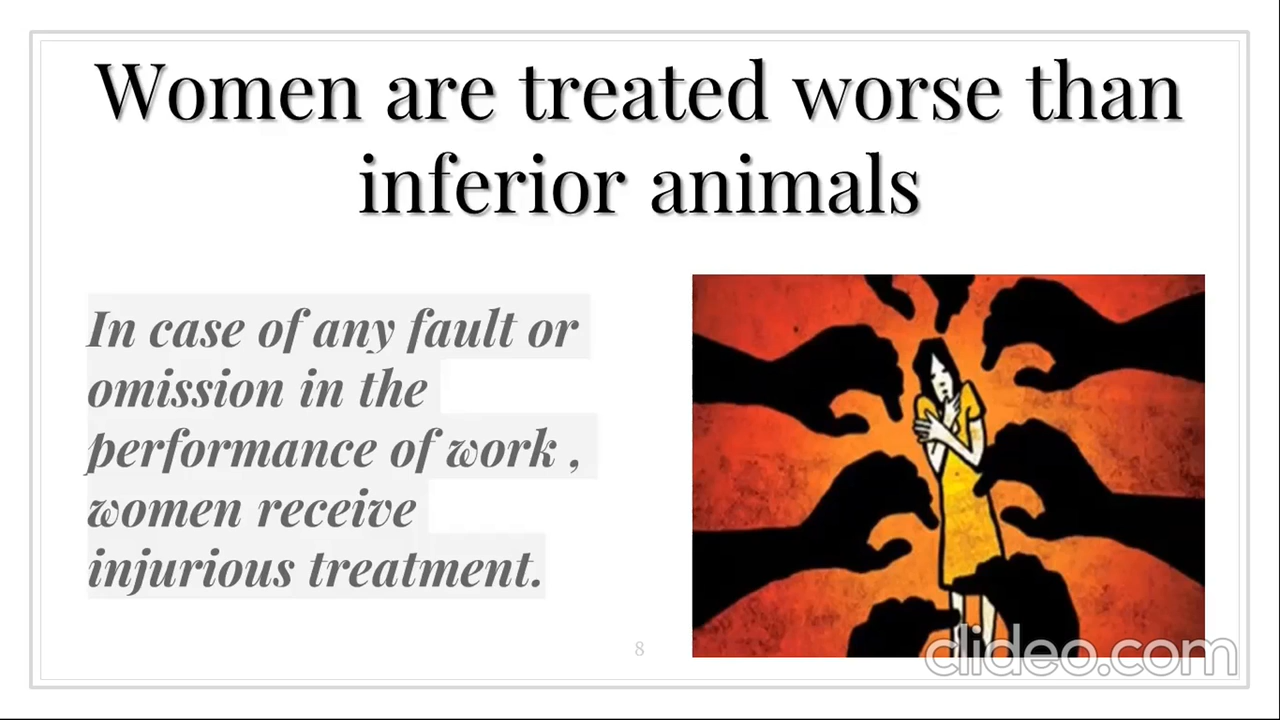 Women are treated worse than
inferior animals
In case of any fault or
omission in the
performance of work ,
women receive
injurious treatment.
8
clideo.com